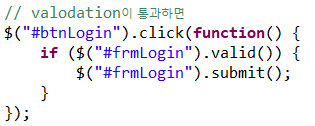 // valodation이 통과하면
$("#btnLogin").click(function() {
    if ($("#frmLogin").valid()) {
        $("#frmLogin").submit();
    }
});